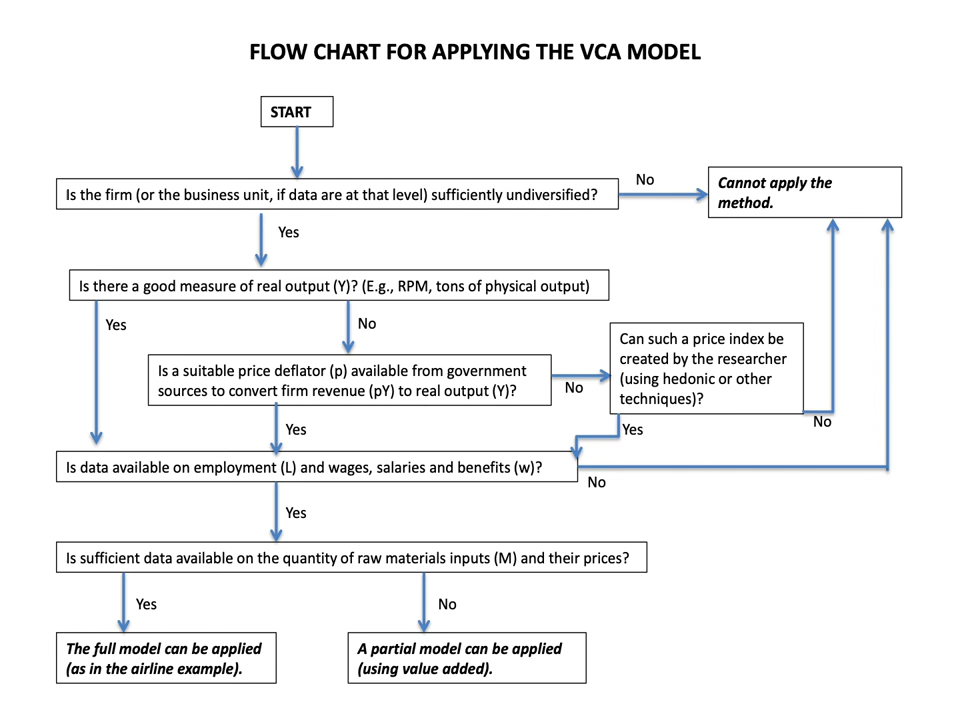 FLOW CHART FOR APPLYING THE VCA MODEL
START
Is the firm (or the business unit, if data are at that level) sufficiently undiversified?
No
Cannot apply the
method.
Yes
Is there a good measure of real output (Y)? (E.g., RPM, tons of physical output)
Yes
No
Is a suitable price deflator (p) available from government
sources to convert firm revenue (pY) to real output (Y)?
No
Can such a price index be
created by the researcher
(using hedonic or other
techniques)?
No
Yes
Yes
Is data available on employment (L) and wages, salaries and benefits (w)?
No
Yes
Is sufficient data available on the quantity of raw materials inputs (M) and their prices?
Yes
No
The full model can be applied
(as in the airline example).
A partial model can be applied
(using value added).